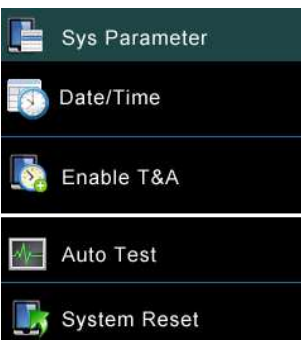 Sys Parameter
Date/Time
Enable T&A
Auto Test
System Reset